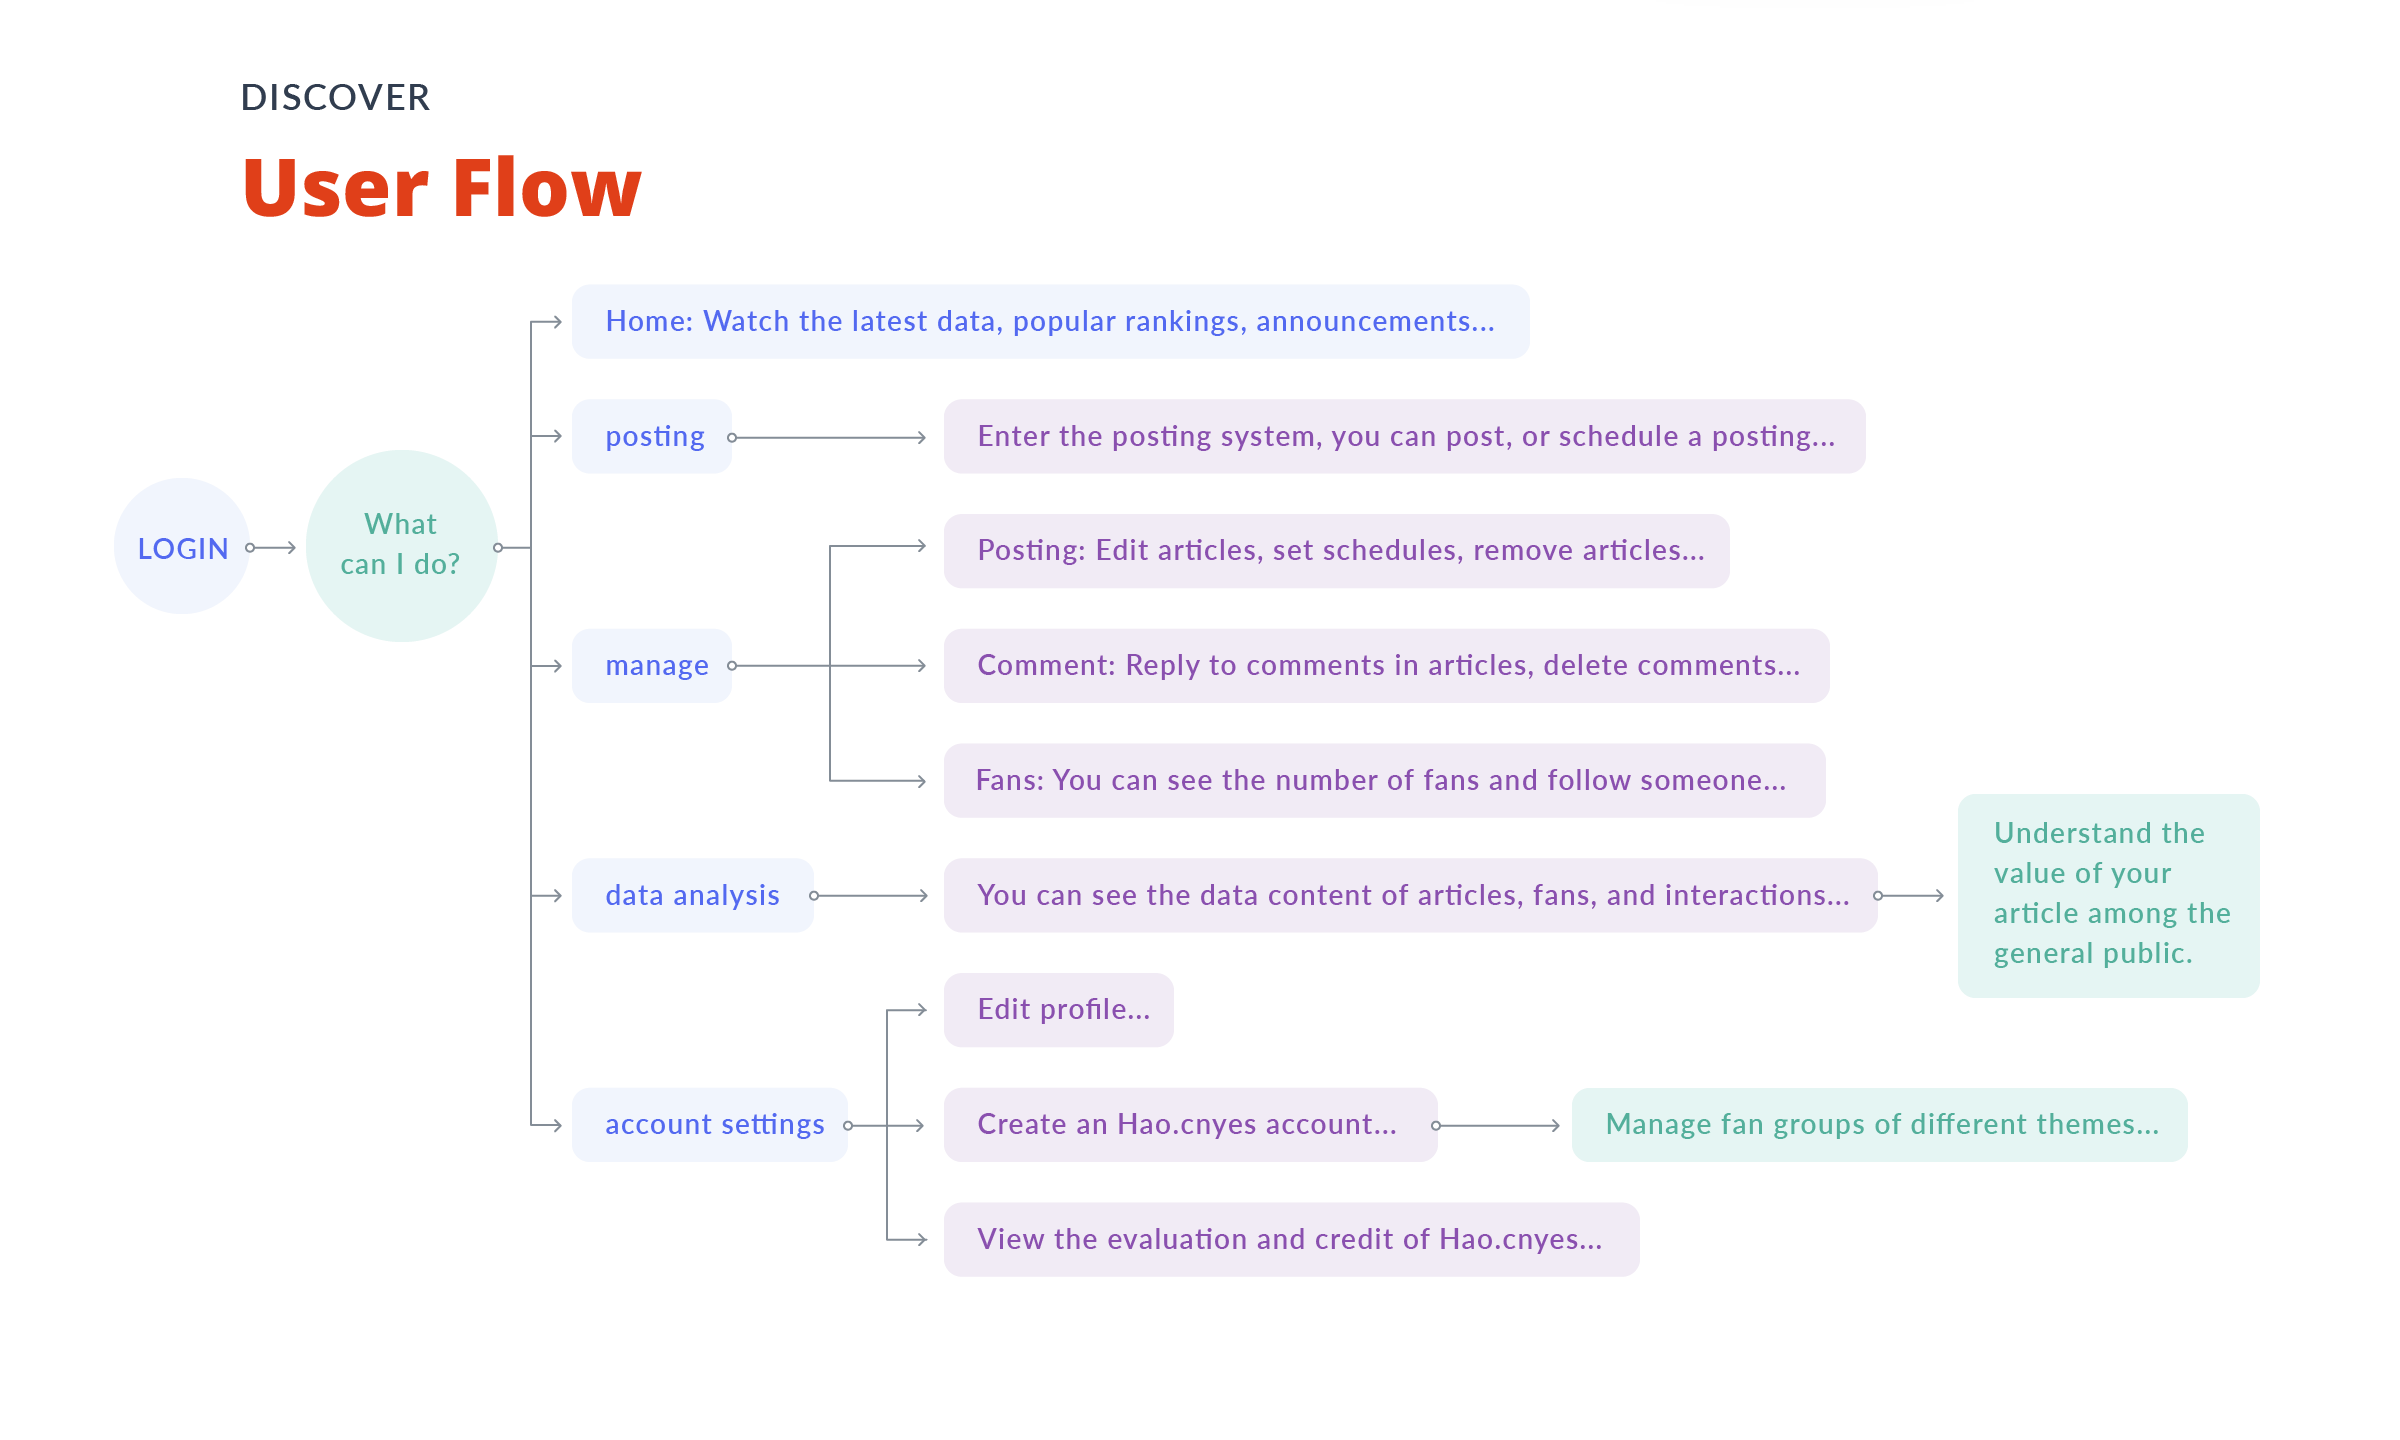 DISCOVER
User Flow
LOGIN
What
can I do?
Home: Watch the latest data, popular rankings, announcements...
posting
Enter the posting system, you can post, or schedule a posting...
manage
Posting: Edit articles, set schedules, remove articles...
Comment: Reply to comments in articles, delete comments...
Fans: You can see the number of fans and follow someone...
data analysis
You can see the data content of articles, fans, and interactions...
Understand the
value of your
article among the
general public.
account settings
Edit profile...
Create an Hao.cnyes account...
Manage fan groups of different themes...
View the evaluation and credit of Hao.cnyes...